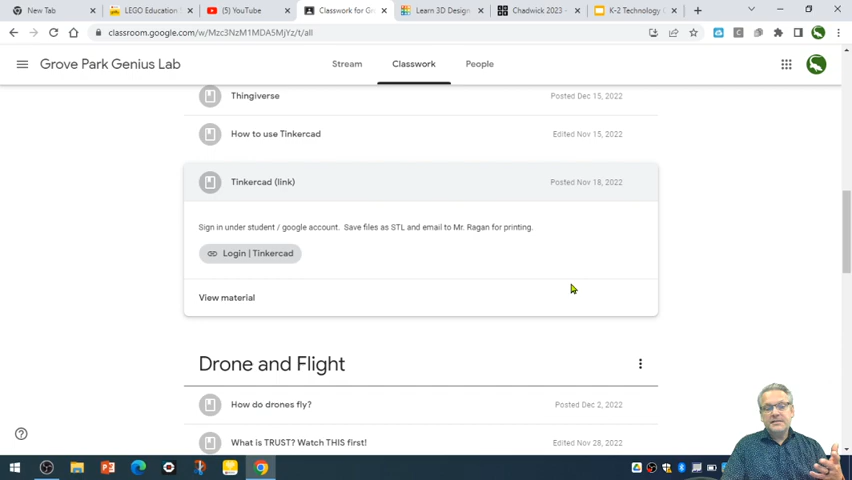 New Tab
LEGO Education S
(5) YouTube
Classwork for Gr
Learn 3D Design
Chadwick 2023 -
K-2 Technology C
classroom.google.com/w/Mzc3NzM1MDA5MjYz/t/all
Grove Park Genius Lab
Stream
Classwork
People
Thingiverse
Posted Dec 15, 2022
How to use Tinkercad
Edited Nov 15, 2022
Tinkercad (link)
Posted Nov 18, 2022
Sign in under student / google account. Save files as STL and email to Mr. Ragan for printing.
Login | Tinkercad
View material
Drone and Flight
How do drones fly?
Posted Dec 2, 2022
What is TRUST? Watch THIS first!
Edited Nov 28, 2022